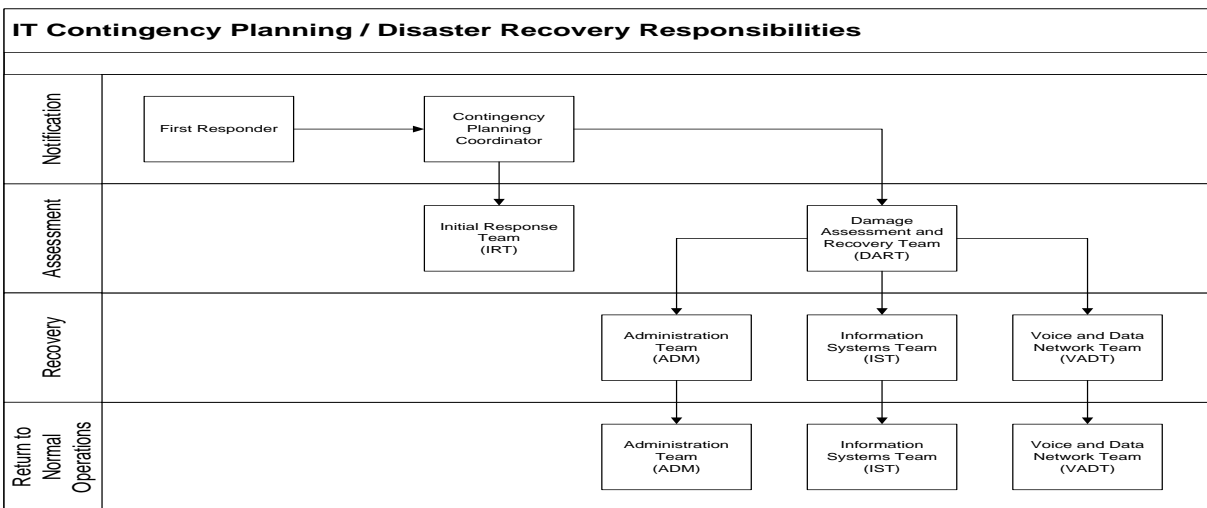 IT Contingency Planning / Disaster Recovery Responsibilities
Notification
First Responder
Contingency
Planning
Coordinator
Assessment
Initial Response
Team
(IRT)
Damage
Assessment and
Recovery Team
(DART)
Recovery
Administration
Team
(ADM)
Information
Systems Team
(IST)
Voice and Data
Network Team
(VADT)
Return to
Normal
Operations
Administration
Team
(ADM)
Information
Systems Team
(IST)
Voice and Data
Network Team
(VADT)